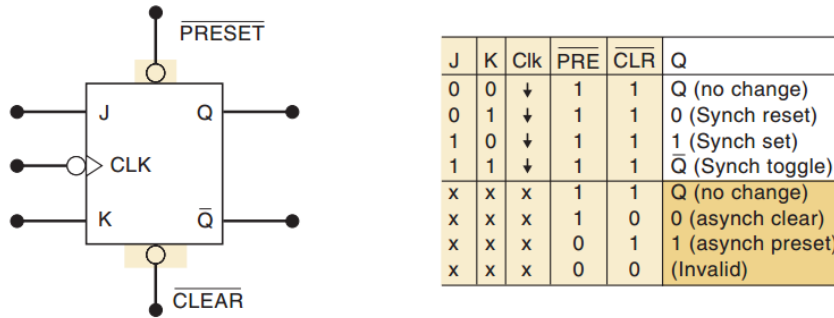 PRESET
J Q
CLK
K Q̅
CLEAR
J K Clk PRE CLR Q
0 0 ↓ 1 1 Q (no change)
0 1 ↓ 1 1 0 (Synch reset)
1 0 ↓ 1 1 1 (Synch set)
1 1 ↓ 1 1 Q̅ (Synch toggle)
x x x 1 1 Q (no change)
x x x 1 0 0 (asynch clear)
x x x 0 1 1 (asynch preset)
x x x 0 0 (Invalid)